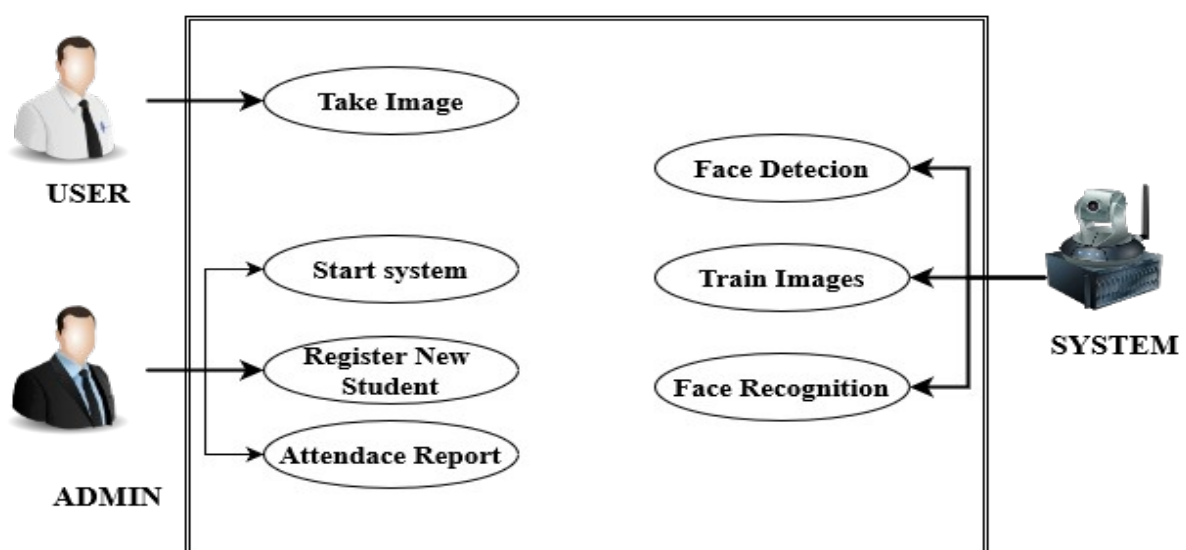 Take Image
USER
Start system
Register New
Student
Attendace Report
ADMIN
Face Detecion
Train Images
Face Recognition
SYSTEM